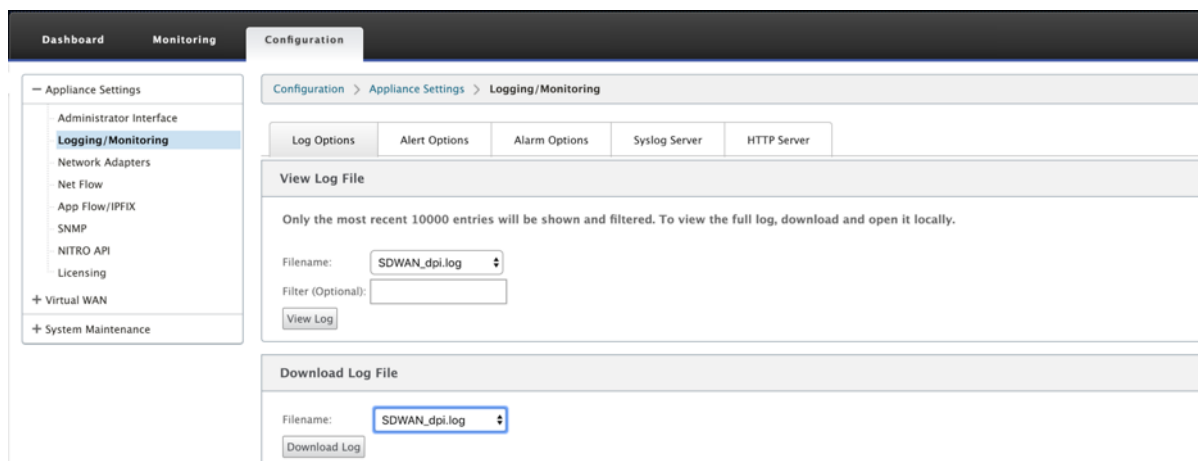 Dashboard Monitoring Configuration
Appliance Settings
Administrator Interface
Logging/Monitoring
Network Adapters
Net Flow
App Flow/IPFIX
SNMP
NITRO API
Licensing
Virtual WAN
System Maintenance
Configuration > Appliance Settings > Logging/Monitoring
Log Options Alert Options Alarm Options Syslog Server HTTP Server
View Log File
Only the most recent 10000 entries will be shown and filtered. To view the full log, download and open it locally.
Filename: SDWAN_dpi.log
Filter (Optional):
View Log
Download Log File
Filename: SDWAN_dpi.log
Download Log